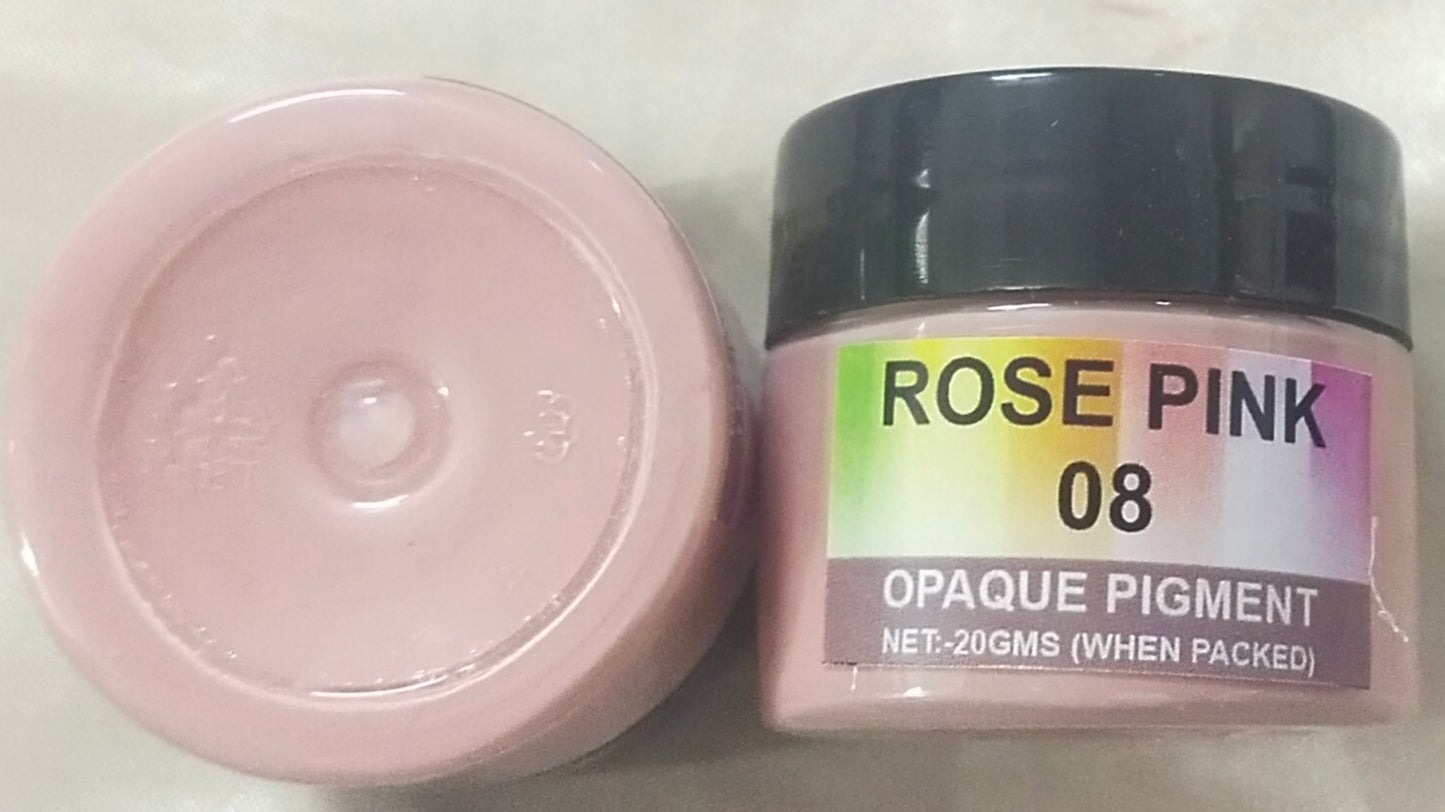 ROSE PINK
08
OPAQUE PIGMENT
NET:-20GMS (WHEN PACKED)